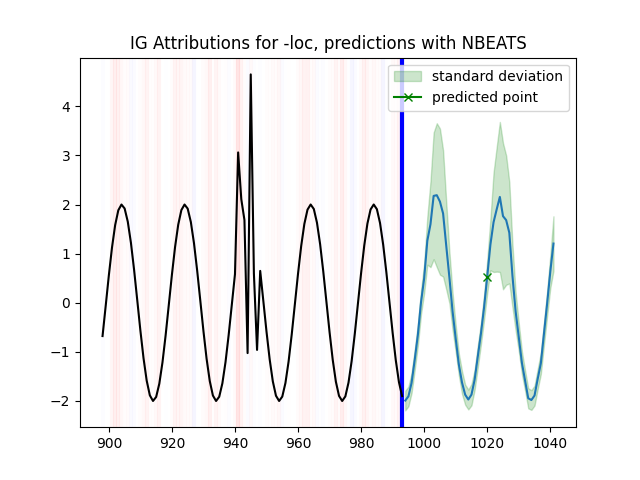 IG Attributions for -loc, predictions with NBEATS
standard deviation
predicted point
4
3
2
1
0
−1
−2
900 920 940 960 980 1000 1020 1040